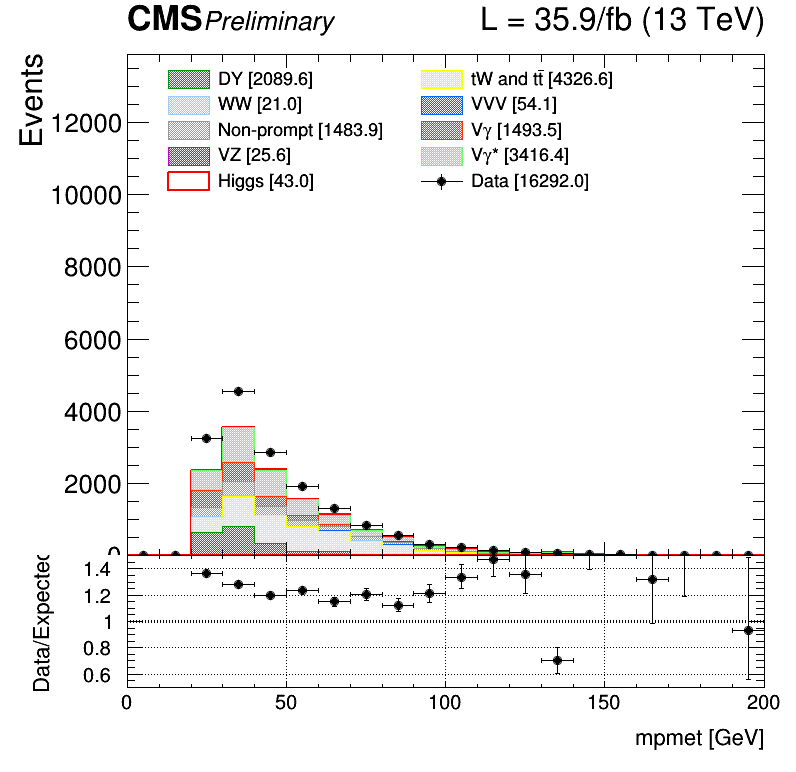 CMS Preliminary L = 35.9/fb (13 TeV)
Events
12000
10000
8000
6000
4000
2000
0
DY [2089.6]
WW [21.0]
Non-prompt [1483.9]
VZ [25.6]
Higgs [43.0]
tW and tt̄ [4326.6]
VVV [54.1]
Vγ [1493.5]
Vγ* [3416.4]
Data [16292.0]
Data/Expected
1.4
1.2
1
0.8
0.6
0 50 100 150 200
mpmet [GeV]